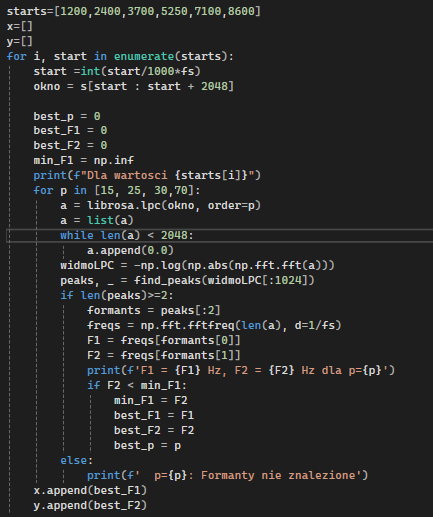 starts=[1200,2400,3700,5250,7100,8600]
x=[]
y=[]
for i, start in enumerate(starts):
    start =int(start/1000*fs)
    okno = s[start : start + 2048]

    best_p = 0
    best_F1 = 0
    best_F2 = 0
    min_F1 = np.inf
    print(f"Dla wartosci {starts[i]}")
    for p in [15, 25, 30,70]:
        a = librosa.lpc(okno, order=p)
        a = list(a)
        while len(a) < 2048:
            a.append(0.0)
        widmoLPC = -np.log(np.abs(np.fft.fft(a)))
        peaks, _ = find_peaks(widmoLPC[:1024])
        if len(peaks)>=2:
            formants = peaks[:2]
            freqs = np.fft.fftfreq(len(a), d=1/fs)
            F1 = freqs[formants[0]]
            F2 = freqs[formants[1]]
            print(f'F1 = {F1} Hz, F2 = {F2} Hz dla p={p}')
            if F2 < min_F1:
                min_F1 = F2
                best_F1 = F1
                best_F2 = F2
                best_p = p
        else:
            print(f'  p={p}: Formanty nie znalezione')
    x.append(best_F1)
    y.append(best_F2)